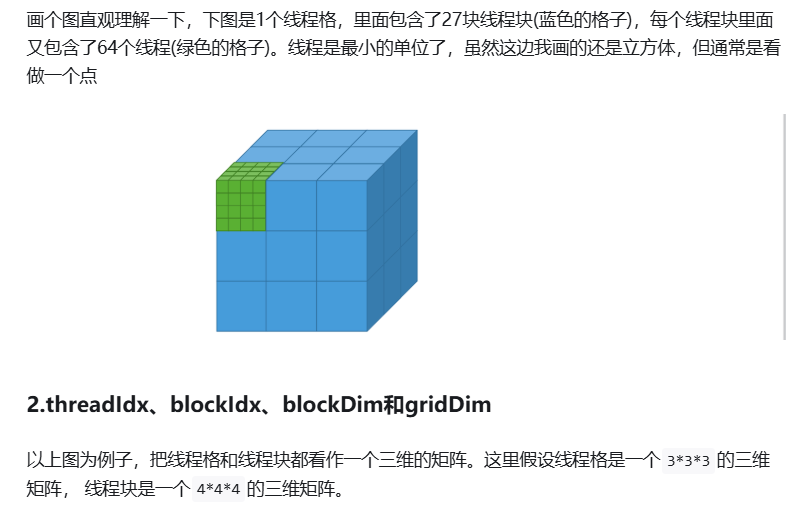 画个图直观理解一下，下图是1个线程格，里面包含了27块线程块(蓝色的格子)，每个线程块里面
又包含了64个线程(绿色的格子)。线程是最小的单位了，虽然这边我画的还是立方体，但通常是看
做一个点
2.threadIdx、blockIdx、blockDim和gridDim
以上图为例子，把线程格和线程块都看作一个三维的矩阵。这里假设线程格是一个 3*3*3 的三维
矩阵， 线程块是一个 4*4*4 的三维矩阵。